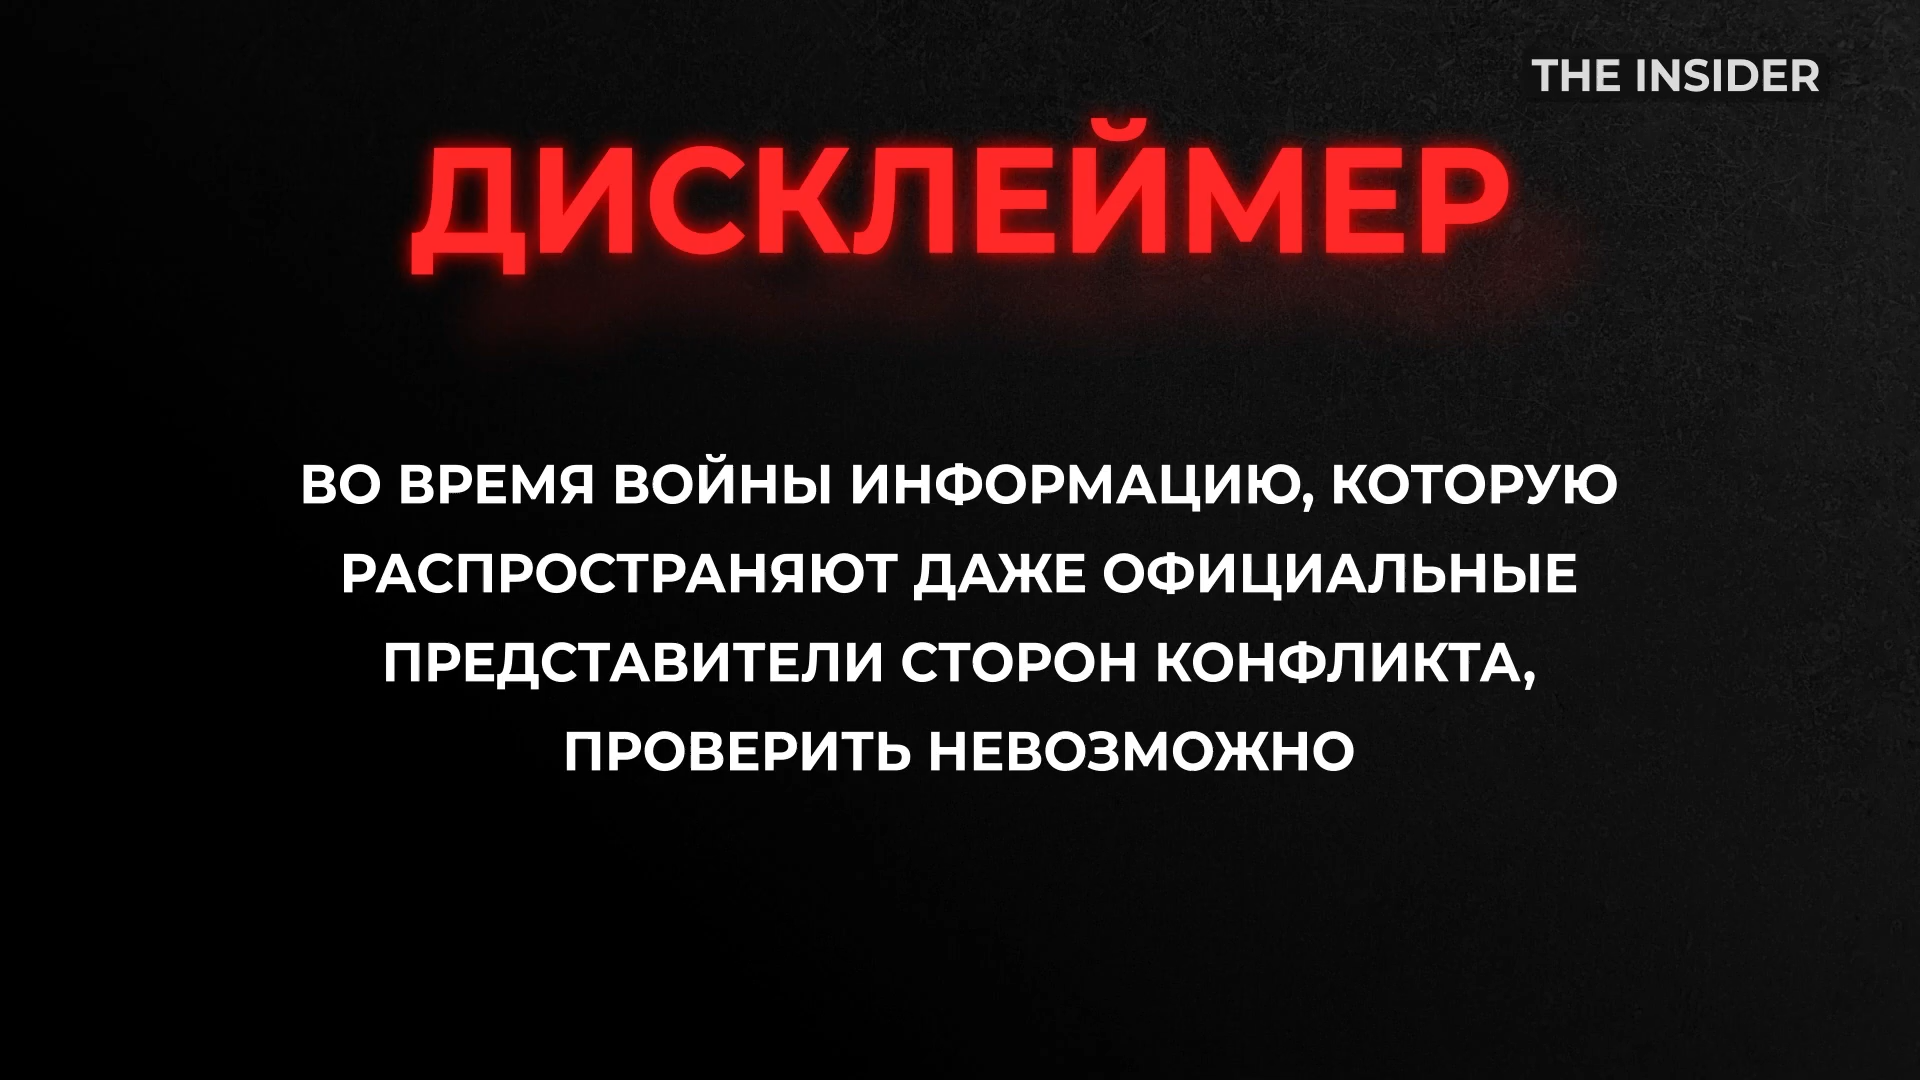 THE INSIDER
ДИСКЛЕЙМЕР
ВО ВРЕМЯ ВОЙНЫ ИНФОРМАЦИЮ, КОТОРУЮ
РАСПРОСТРАНЯЮТ ДАЖЕ ОФИЦИАЛЬНЫЕ
ПРЕДСТАВИТЕЛИ СТОРОН КОНФЛИКТА,
ПРОВЕРИТЬ НЕВОЗМОЖНО